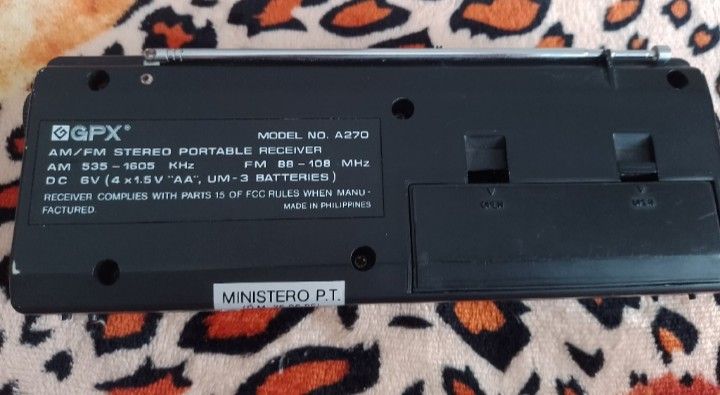 GPX®
MODEL NO. A270
AM/FM STEREO PORTABLE RECEIVER
AM 535-1605 KHz FM 88-108 MHz
DC 6V (4 x 1.5V "AA", UM-3 BATTERIES)
RECEIVER COMPLIES WITH PARTS 15 OF FCC RULES WHEN MANU-
FACTURED
MADE IN PHILIPPINES
OPEN
MINISTERO P.T.